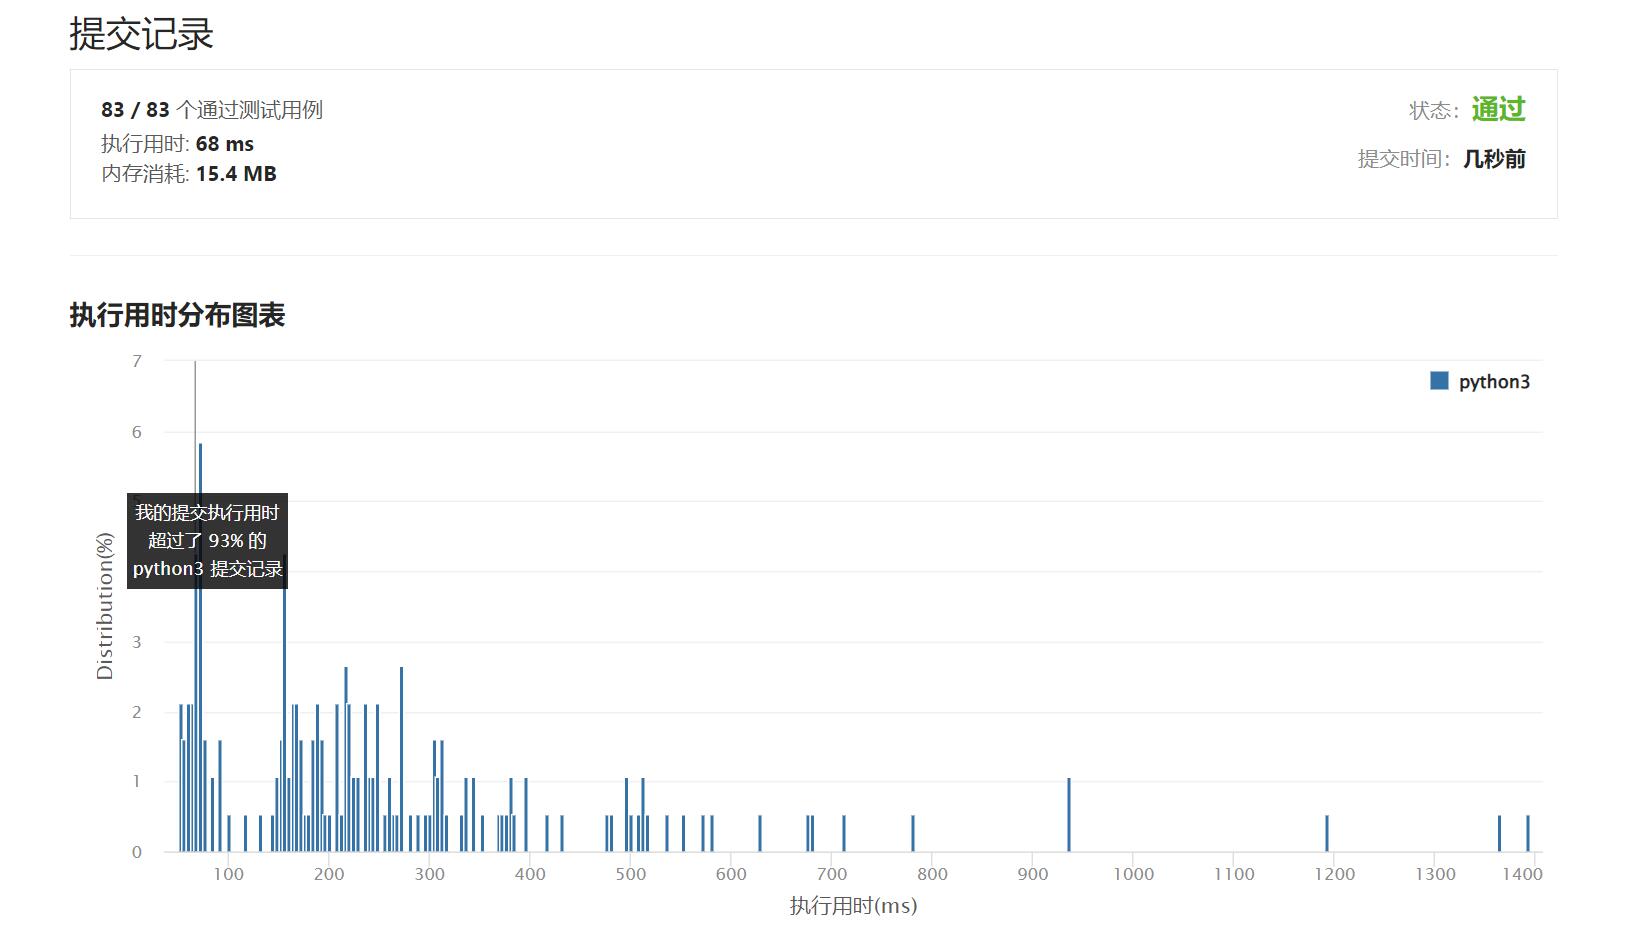 提交记录
83 / 83 个通过测试用例
状态：通过
执行用时: 68 ms
提交时间：几秒前
内存消耗: 15.4 MB
执行用时分布图表
7
python3
6
5
我的提交执行用时
超过了 93% 的
python3 提交记录
Distribution(%)
3
2
1
0
100 200 300 400 500 600 700 800 900 1000 1100 1200 1300 1400
执行用时(ms)